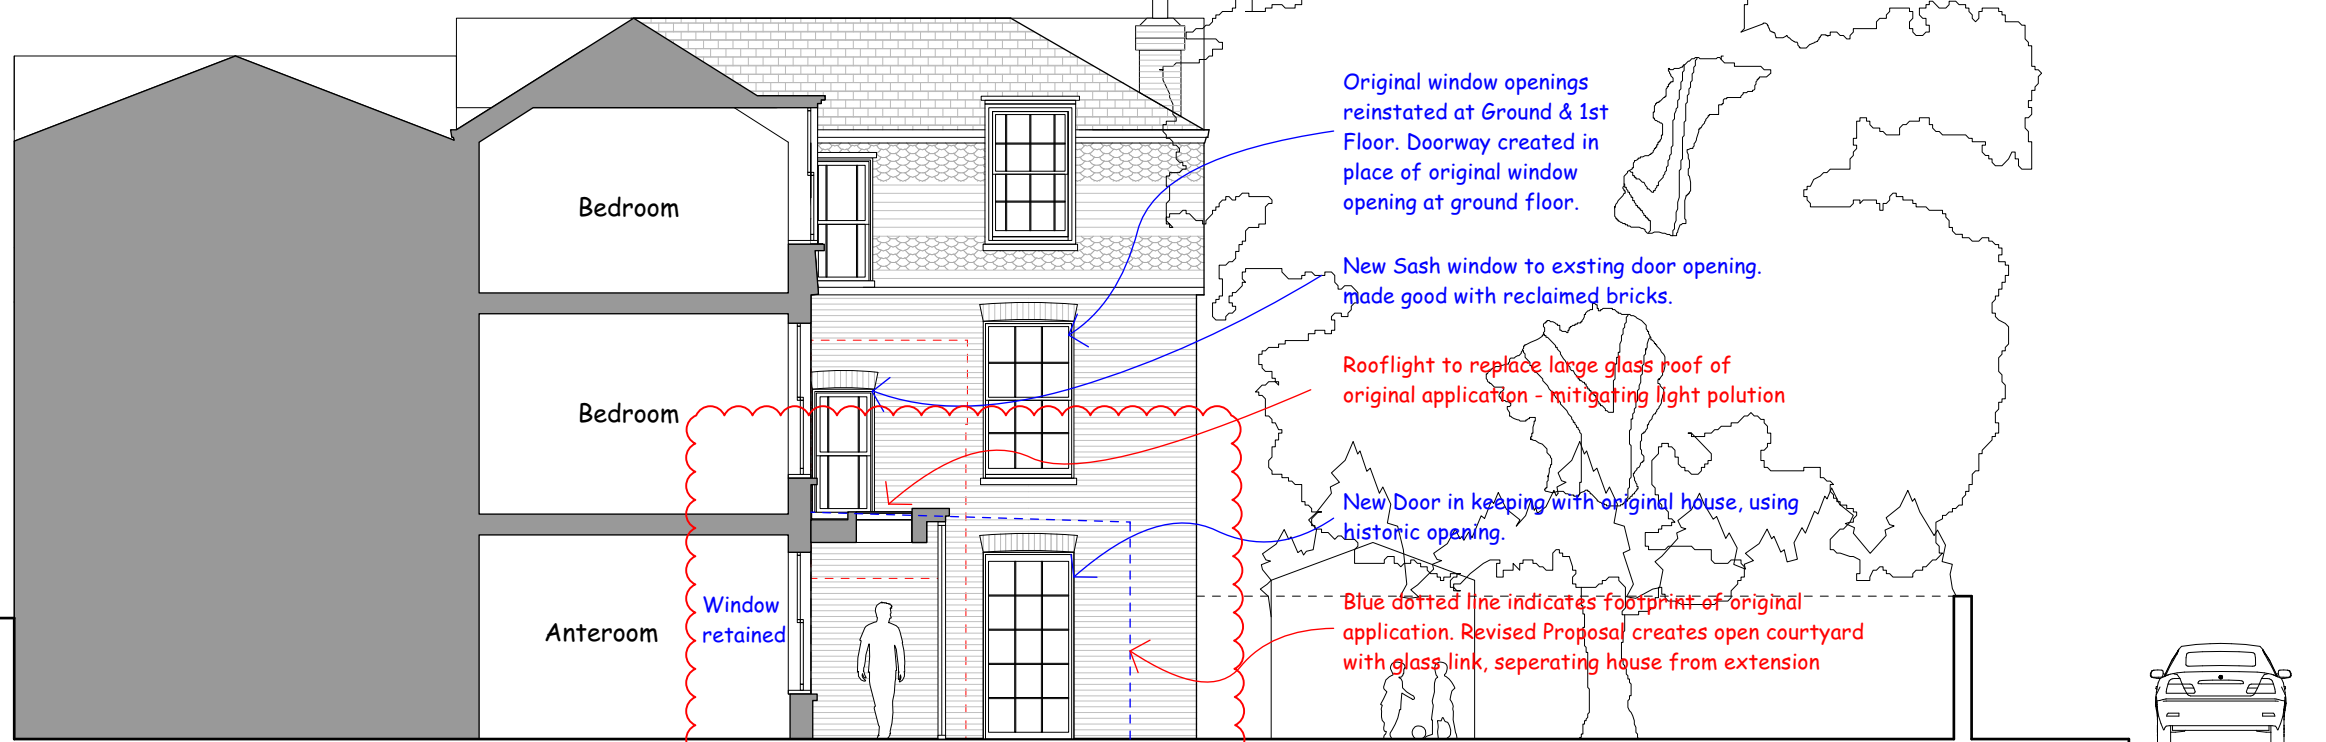 Bedroom
Bedroom
Anteroom
Window
retained
Original window openings
reinstated at Ground & 1st
Floor. Doorway created in
place of original window
opening at ground floor.
New Sash window to exsting door opening.
made good with reclaimed bricks.
Rooflight to replace large glass roof of
original application - mitigating light polution
New Door in keeping with original house, using
historic opening.
Blue dotted line indicates footprint of original
application. Revised Proposal creates open courtyard
with glass link, seperating house from extension